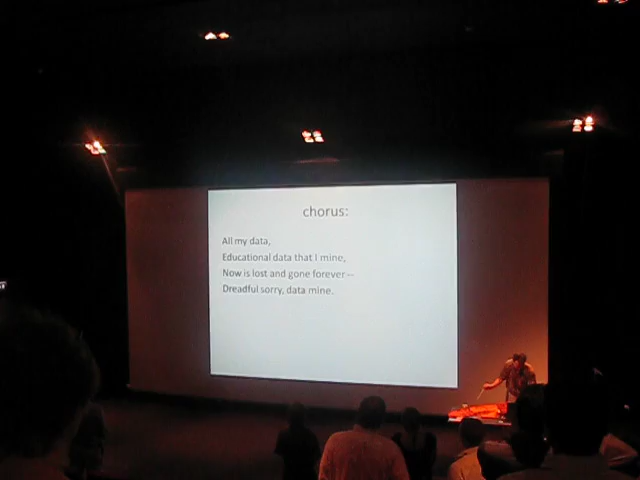 chorus:
All my data,
Educational data that I mine,
Now is lost and gone forever—
Dreadful sorry, data mine.